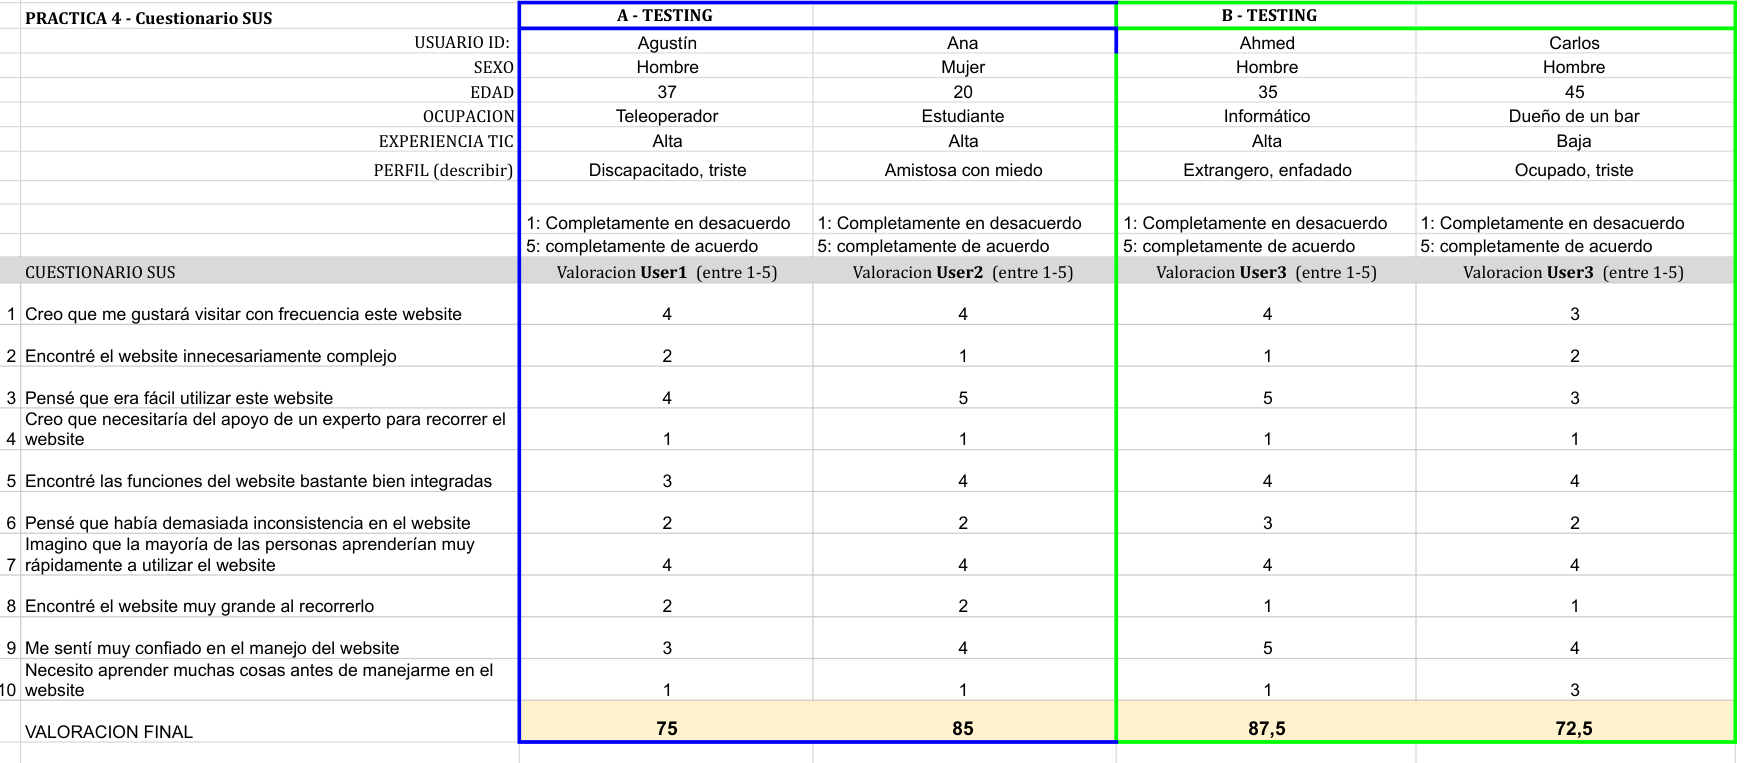 PRACTICA 4 - Cuestionario SUS A - TESTING B - TESTING
USUARIO ID: Agustín Ana Ahmed Carlos
SEXO Hombre Mujer Hombre Hombre
EDAD 37 20 35 45
OCUPACION Teleoperador Estudiante Informático Dueño de un bar
EXPERIENCIA TIC Alta Alta Alta Baja
PERFIL (describir) Discapacitado, triste Amistosa con miedo Extrangero, enfadado Ocupado, triste
1: Completamente en desacuerdo 1: Completamente en desacuerdo 1: Completamente en desacuerdo 1: Completamente en desacuerdo
5: completamente de acuerdo 5: completamente de acuerdo 5: completamente de acuerdo 5: completamente de acuerdo
CUESTIONARIO SUS Valoracion User1 (entre 1-5) Valoracion User2 (entre 1-5) Valoracion User3 (entre 1-5) Valoracion User3 (entre 1-5)
1 Creo que me gustará visitar con frecuencia este website 4 4 4 3
2 Encontré el website innecesariamente complejo 2 1 1 2
3 Pensé que era fácil utilizar este website 4 5 5 3
Creo que necesitaría del apoyo de un experto para recorrer el
4 website 1 1 1 1
5 Encontré las funciones del website bastante bien integradas 3 4 4 4
6 Pensé que había demasiada inconsistencia en el website 2 2 3 2
Imagino que la mayoría de las personas aprenderían muy
7 rápidamente a utilizar el website 4 4 4 4
8 Encontré el website muy grande al recorrerlo 2 2 1 1
9 Me sentí muy confiado en el manejo del website 3 4 5 4
Necesito aprender muchas cosas antes de manejarme en el
10 website 1 1 1 3
VALORACION FINAL 75 85 87,5 72,5